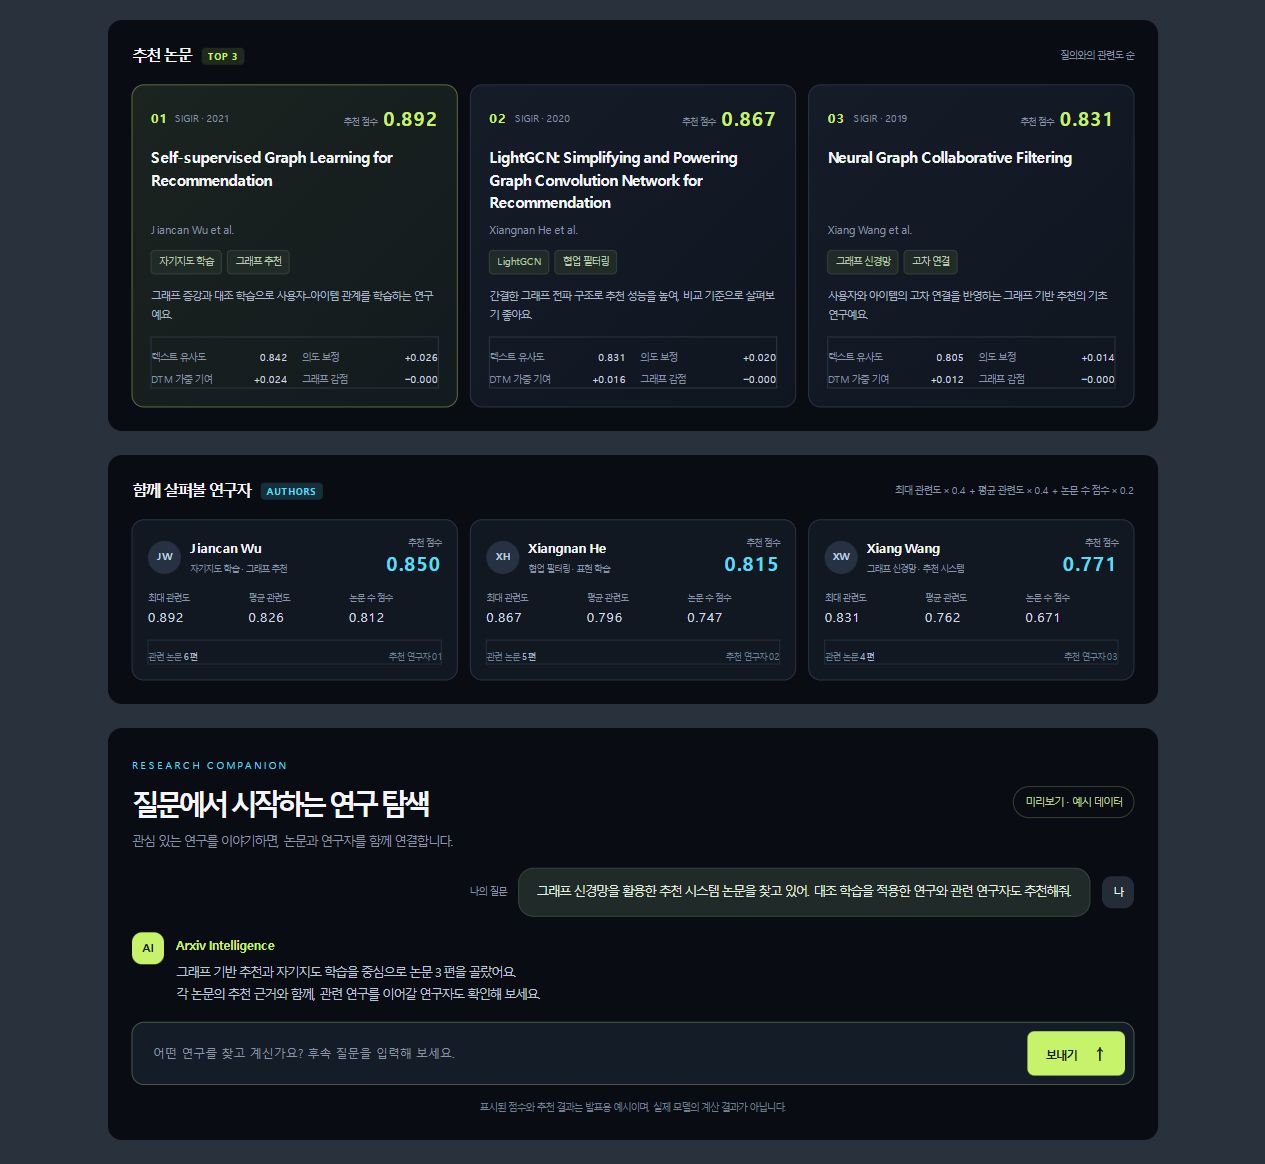 추천 논문 TOP 3
질의와의 관련도 순
01 SIGIR · 2021 추천 점수 0.892
Self-supervised Graph Learning for
Recommendation
Jiancan Wu et al.
자기지도 학습 그래프 추천
그래프 증강과 대조 학습으로 사용자–아이템 관계를 학습하는 연구
예요.
텍스트 유사도 0.842 의도 보정 +0.026
DTM 가중 기여 +0.024 그래프 감점 −0.000
02 SIGIR · 2020 추천 점수 0.867
LightGCN: Simplifying and Powering
Graph Convolution Network for
Recommendation
Xiangnan He et al.
LightGCN 협업 필터링
간결한 그래프 전파 구조로 추천 성능을 높여, 비교 기준으로 살펴보
기 좋아요.
텍스트 유사도 0.831 의도 보정 +0.020
DTM 가중 기여 +0.016 그래프 감점 −0.000
03 SIGIR · 2019 추천 점수 0.831
Neural Graph Collaborative Filtering
Xiang Wang et al.
그래프 신경망 고차 연결
사용자와 아이템의 고차 연결을 반영하는 그래프 기반 추천의 기초
연구예요.
텍스트 유사도 0.805 의도 보정 +0.014
DTM 가중 기여 +0.012 그래프 감점 −0.000
함께 살펴볼 연구자 AUTHORS
최대 관련도 × 0.4 + 평균 관련도 × 0.4 + 논문 수 점수 × 0.2
JW Jiancan Wu 추천 점수
자기지도 학습 · 그래프 추천 0.850
최대 관련도 평균 관련도 논문 수 점수
0.892 0.826 0.812
관련 논문 6편 추천 연구자 01
XH Xiangnan He 추천 점수
협업 필터링 · 표현 학습 0.815
최대 관련도 평균 관련도 논문 수 점수
0.867 0.796 0.747
관련 논문 5편 추천 연구자 02
XW Xiang Wang 추천 점수
그래프 신경망 · 추천 시스템 0.771
최대 관련도 평균 관련도 논문 수 점수
0.831 0.762 0.671
관련 논문 4편 추천 연구자 03
RESEARCH COMPANION
질문에서 시작하는 연구 탐색
미리보기 · 예시 데이터
관심 있는 연구를 이야기하면, 논문과 연구자를 함께 연결합니다.
나의 질문 그래프 신경망을 활용한 추천 시스템 논문을 찾고 있어. 대조 학습을 적용한 연구와 관련 연구자도 추천해줘. 나
AI Arxiv Intelligence
그래프 기반 추천과 자기지도 학습을 중심으로 논문 3편을 골랐어요.
각 논문의 추천 근거와 함께, 관련 연구를 이어갈 연구자도 확인해 보세요.
어떤 연구를 찾고 계신가요? 후속 질문을 입력해 보세요.
보내기 ↑
표시된 점수와 추천 결과는 발표용 예시이며, 실제 모델의 계산 결과가 아닙니다.